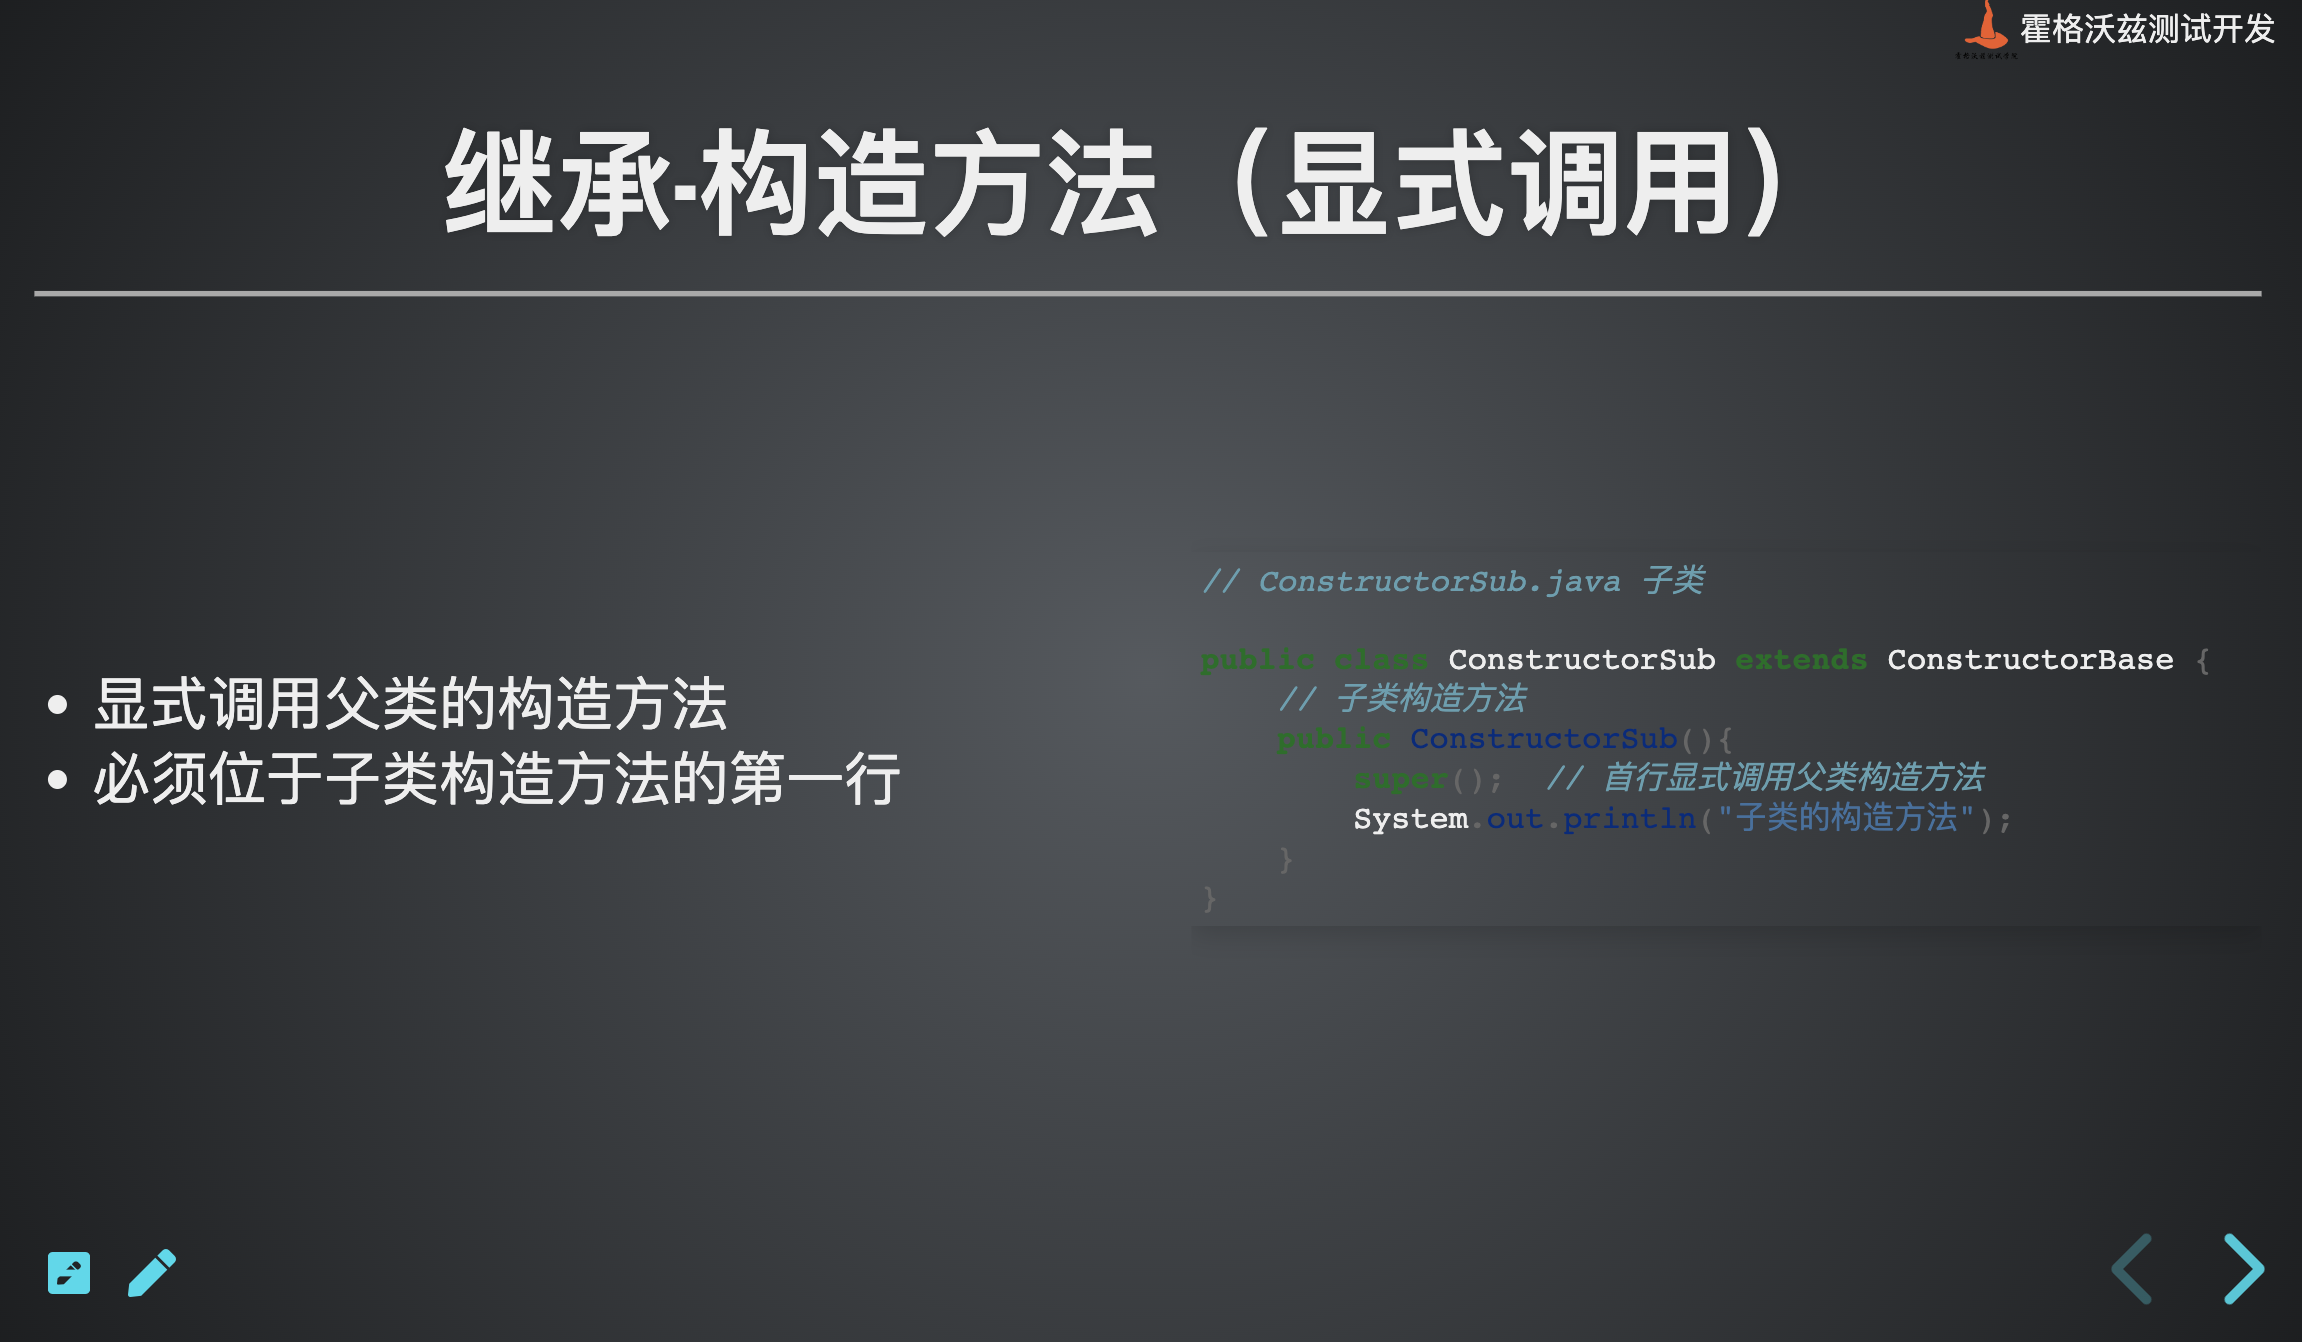 霍格沃兹测试开发
继承-构造方法（显式调用）
显式调用父类的构造方法
必须位于子类构造方法的第一行
// ConstructorSub.java 子类
public class ConstructorSub extends ConstructorBase {
// 子类构造方法
public ConstructorSub(){
super(); // 首行显式调用父类构造方法
System.out.println("子类的构造方法");
}
}